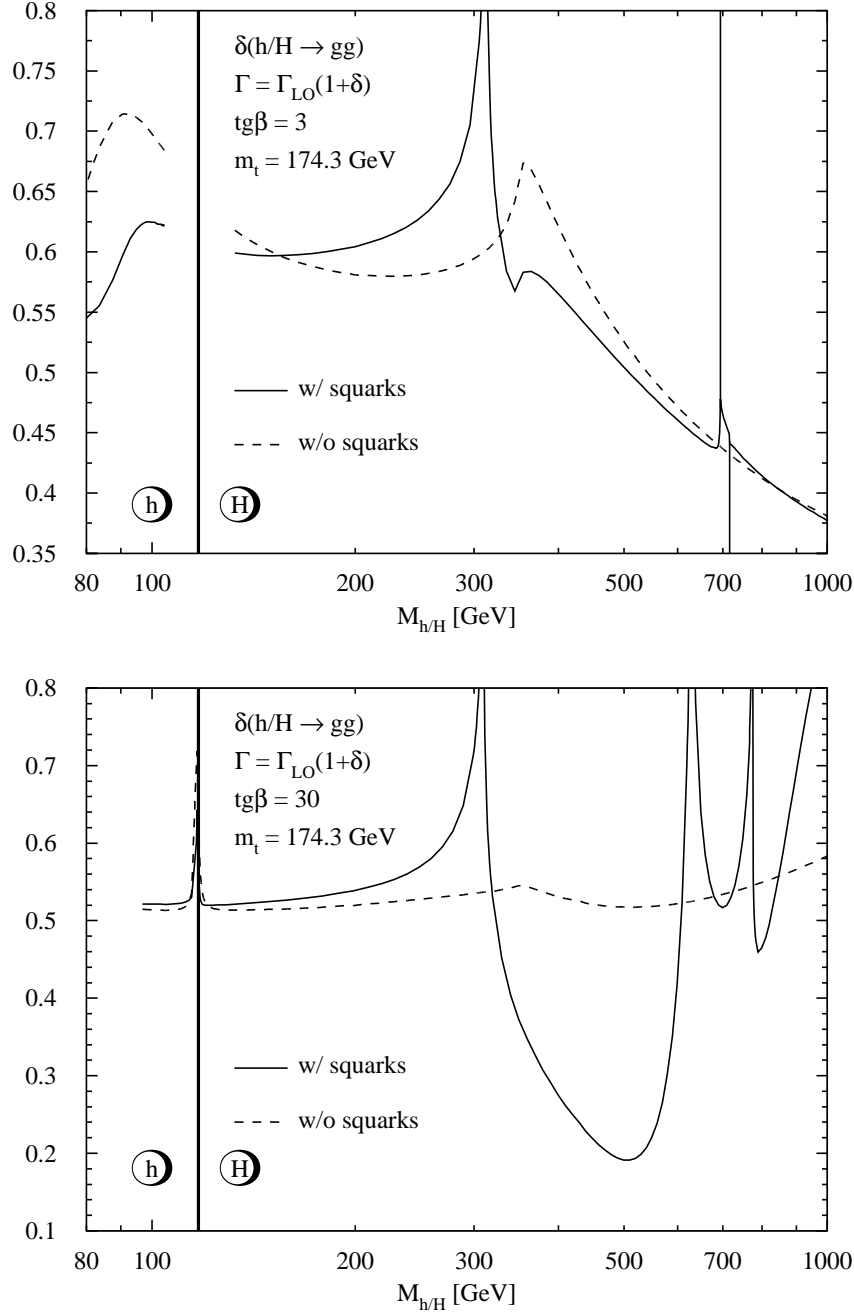 0.8
0.75
0.7
0.65
0.6
0.55
0.5
0.45
0.4
0.35
δ(h/H → gg)
Γ = Γ_LO(1+δ)
tgβ = 3
m_t = 174.3 GeV
w/ squarks
w/o squarks
h H
80 100 200 300 500 700 1000
M_h/H [GeV]
0.8
0.7
0.6
0.5
0.4
0.3
0.2
0.1
δ(h/H → gg)
Γ = Γ_LO(1+δ)
tgβ = 30
m_t = 174.3 GeV
w/ squarks
w/o squarks
h H
80 100 200 300 500 700 1000
M_h/H [GeV]